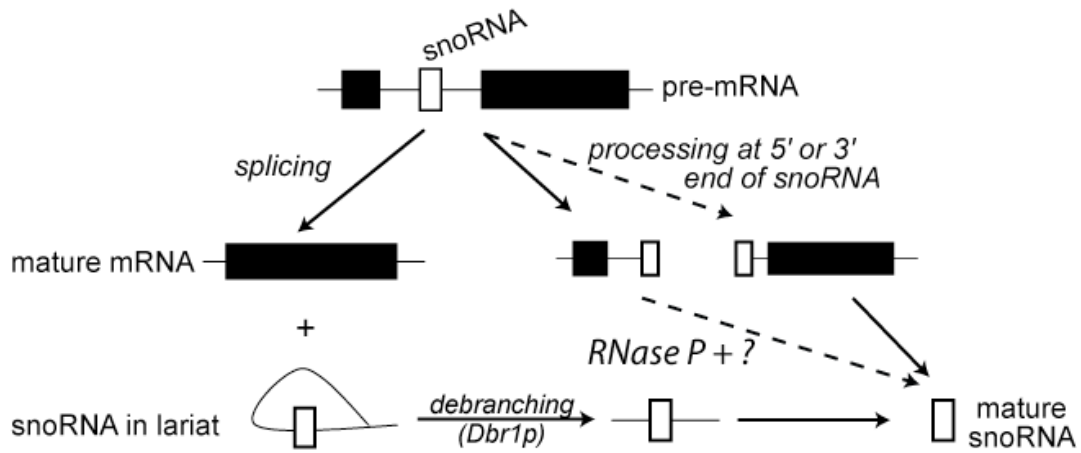 snoRNA
pre-mRNA
splicing
processing at 5' or 3'
end of snoRNA
mature mRNA
+
RNase P + ?
snoRNA in lariat
debranching
(Dbr1p)
mature
snoRNA